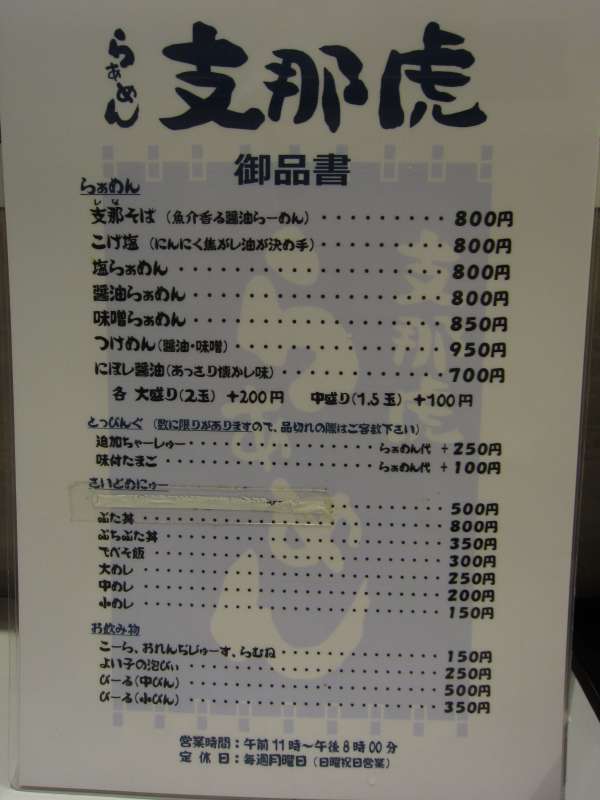 らぁめん 支那虎
御品書
らぁめん
支那そば（魚介香る醤油らーめん）・・・・・・・・・800円
こげ塩（にんにく焦がし油が決め手）・・・・・・・・・800円
塩らぁめん・・・・・・・・・・・・・・・・・・・800円
醤油らぁめん・・・・・・・・・・・・・・・・・・800円
味噌らぁめん・・・・・・・・・・・・・・・・・・850円
つけめん（醤油・味噌）・・・・・・・・・・・・・・・950円
にぼし醤油（あっさり懐かし味）・・・・・・・・・・・700円
各 大盛り（2玉） +200円 中盛り（1.5玉） +100円
とっぴんぐ（数に限りがありますので、品切れの際はご容赦下さい）
追加ちゃーしゅー・・・・・・・・・・・・・らぁめん代 +250円
味付たまご・・・・・・・・・・・・・・・・らぁめん代 +100円
さいどめにゅー
・・・・・・・・・・500円
ぶた丼・・・・・・・・・・・・・・・・・・・・・800円
ぷちぶた丼・・・・・・・・・・・・・・・・・・・350円
でべそ飯・・・・・・・・・・・・・・・・・・・・300円
大めし・・・・・・・・・・・・・・・・・・・・・250円
中めし・・・・・・・・・・・・・・・・・・・・・200円
小めし・・・・・・・・・・・・・・・・・・・・・150円
お飲み物
こーら、おれんぢじゅーす、らむね・・・・・・・・・・150円
よい子の泡びぃ・・・・・・・・・・・・・・・・・・250円
びーる（中びん）・・・・・・・・・・・・・・・・・500円
びーる（小びん）・・・・・・・・・・・・・・・・・350円
営業時間：午前11時～午後8時00分
定休日：毎週月曜日（日曜祝日営業）